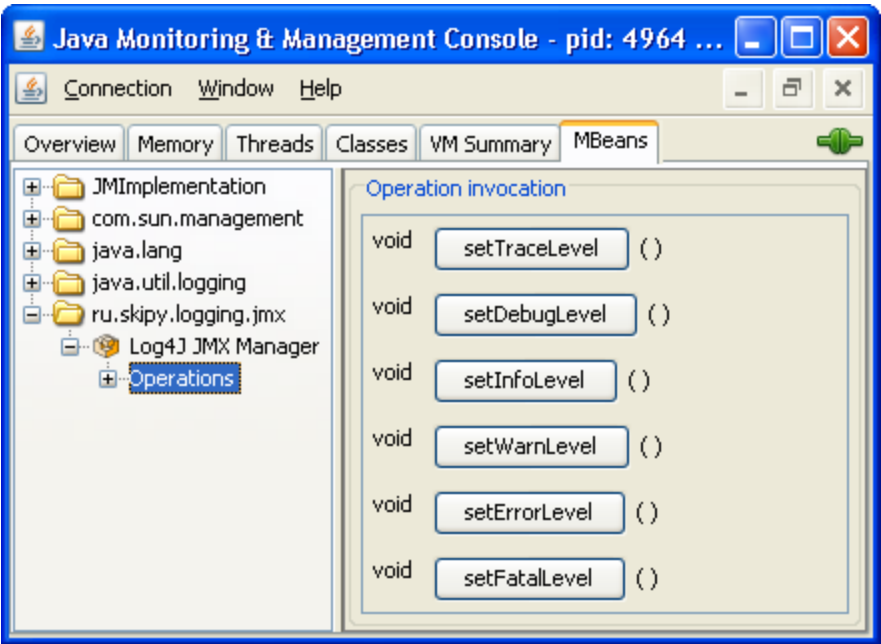 Java Monitoring & Management Console - pid: 4964 ...
Connection Window Help
Overview Memory Threads Classes VM Summary MBeans
JMImplementation
com.sun.management
java.lang
java.util.logging
ru.skipy.logging.jmx
Log4J JMX Manager
Operations
Operation invocation
void setTraceLevel ( )
void setDebugLevel ( )
void setInfoLevel ( )
void setWarnLevel ( )
void setErrorLevel ( )
void setFatalLevel ( )